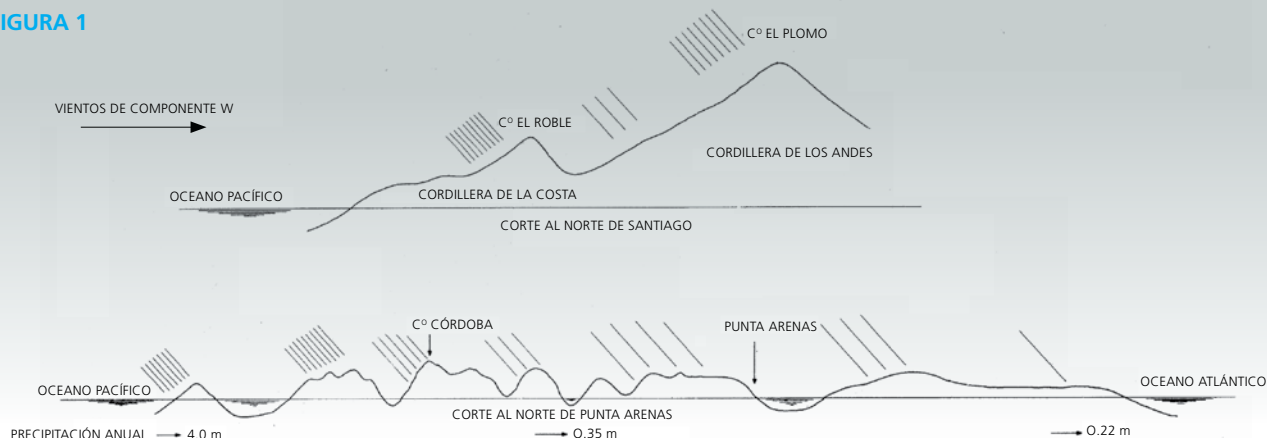 IGURA 1
Cº EL PLOMO
VIENTOS DE COMPONENTE W
Cº EL ROBLE
CORDILLERA DE LOS ANDES
OCEANO PACÍFICO
CORDILLERA DE LA COSTA
CORTE AL NORTE DE SANTIAGO
Cº CÓRDOBA
PUNTA ARENAS
OCEANO PACÍFICO
OCEANO ATLÁNTICO
CORTE AL NORTE DE PUNTA ARENAS
PRECIPITACIÓN ANUAL → 4.0 m → O.35 m → O.22 m